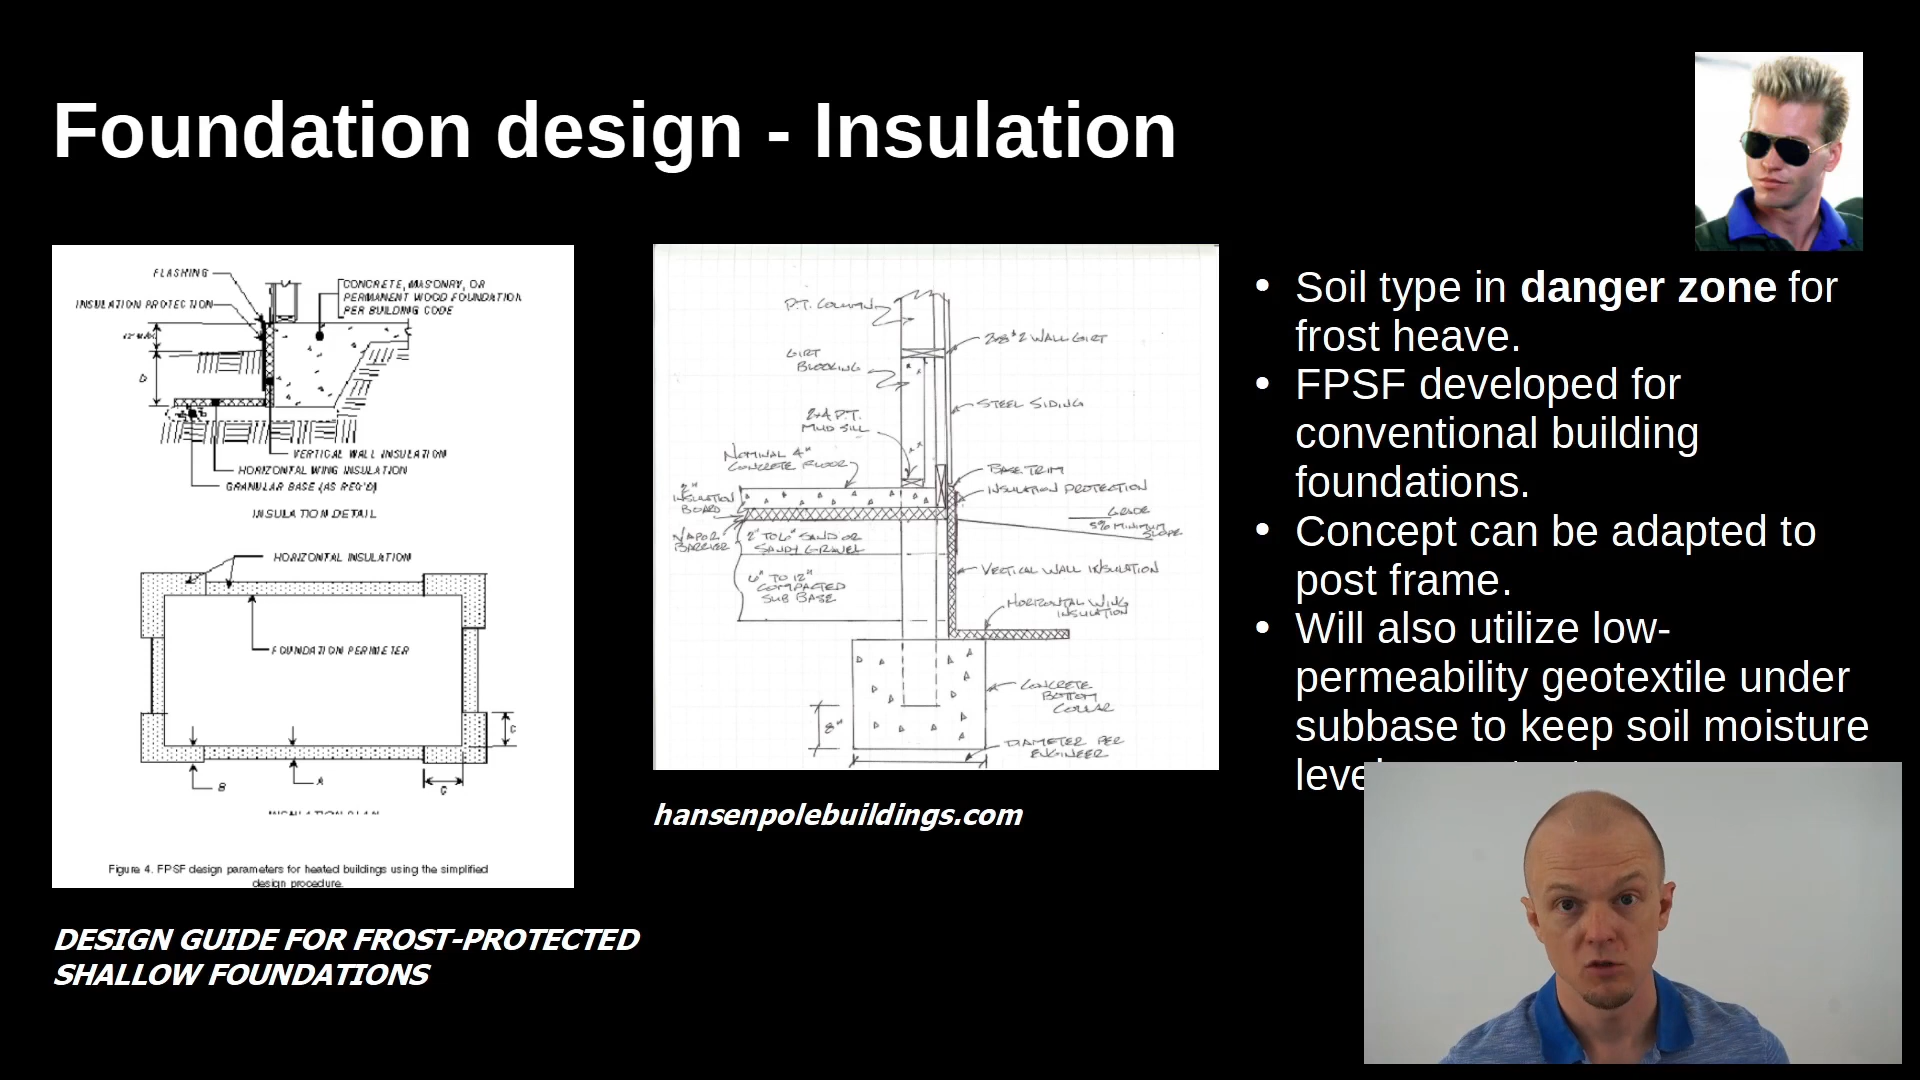 Foundation design - Insulation
FLASHING
INSULATION PROTECTION
CONCRETE, MASONRY, OR
PERMANENT WOOD FOUNDATION
PER BUILDING CODE
D
VERTICAL WALL INSULATION
HORIZONTAL WING INSULATION
GRANULAR BASE (AS REQ'D)
INSULATION DETAIL
HORIZONTAL INSULATION
FOUNDATION PERIMETER
C
B
A
C
Figure 4. FPSF design parameters for heated buildings using the simplified
design procedure.
DESIGN GUIDE FOR FROST-PROTECTED
SHALLOW FOUNDATIONS
P.T. COLUMN
2x8 #2 WALL GIRT
GIRT
BLOCKING
STEEL SIDING
2x4 P.T.
MUD SILL
NOMINAL 4"
CONCRETE FLOOR
BASE TRIM
INSULATION PROTECTION
2"
INSULATION
BOARD
GRADE
5% MINIMUM
SLOPE
VAPOR
BARRIER
2" TO 6" SAND OR
SANDY GRAVEL
6" TO 12"
COMPACTED
SUB BASE
VERTICAL WALL INSULATION
HORIZONTAL WING
INSULATION
CONCRETE
BOTTOM
COLLAR
8"
DIAMETER PER
ENGINEER
hansenpolebuildings.com
• Soil type in danger zone for
frost heave.
• FPSF developed for
conventional building
foundations.
• Concept can be adapted to
post frame.
• Will also utilize low-
permeability geotextile under
subbase to keep soil moisture